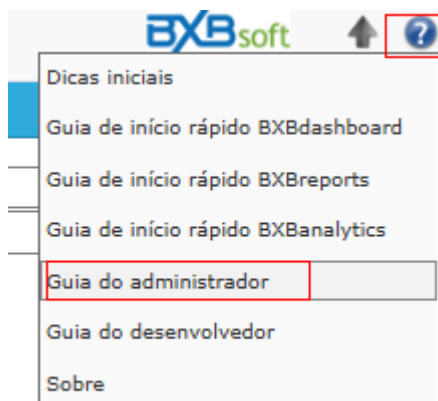 BXBsoft ?
Dicas iniciais
Guia de início rápido BXBdashboard
Guia de início rápido BXBreports
Guia de início rápido BXBanalytics
Guia do administrador
Guia do desenvolvedor
Sobre